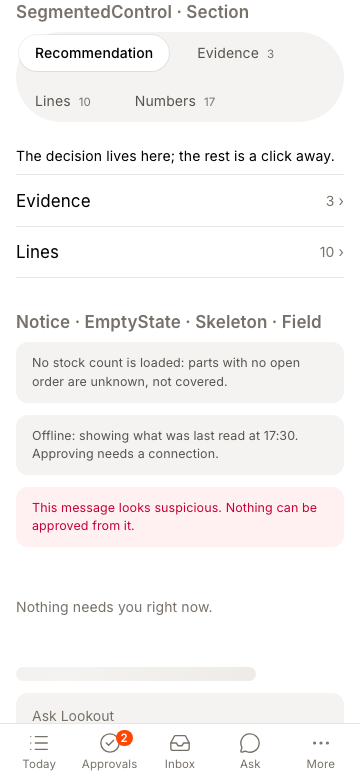 SegmentedControl · Section
Recommendation
Evidence 3
Lines 10
Numbers 17
The decision lives here; the rest is a click away.
Evidence 3 ›
Lines 10 ›
Notice · EmptyState · Skeleton · Field
No stock count is loaded: parts with no open
order are unknown, not covered.
Offline: showing what was last read at 17:30.
Approving needs a connection.
This message looks suspicious. Nothing can be
approved from it.
Nothing needs you right now.
Ask Lookout
2
Today Approvals Inbox Ask More